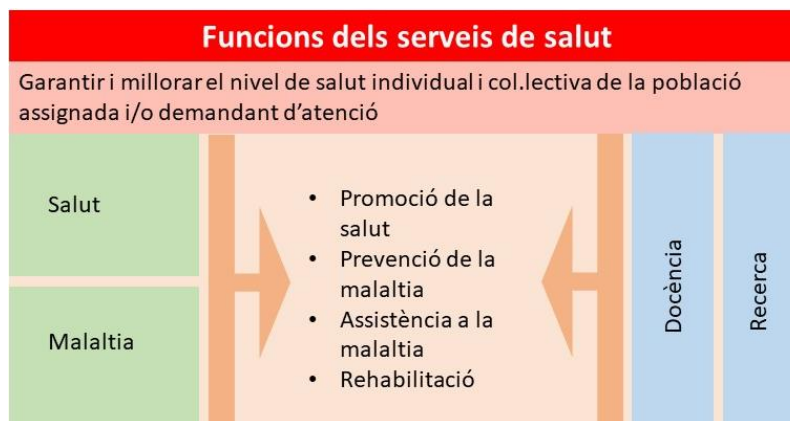 Funcions dels serveis de salut
Garantir i millorar el nivel de salut individual i col.lectiva de la població
assignada i/o demandant d'atenció
Salut
Malaltia
• Promoció de la
salut
• Prevenció de la
malaltia
• Assistència a la
malaltia
• Rehabilitació
Docència
Recerca